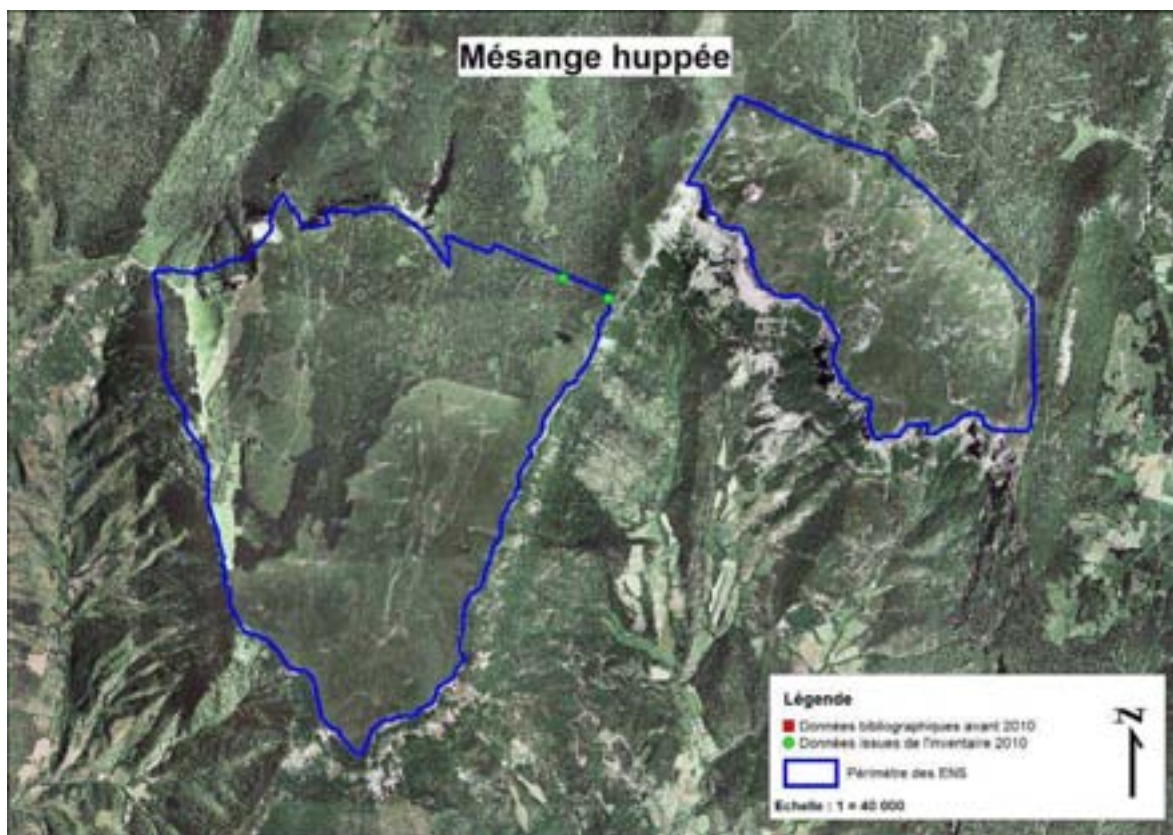 Mésange huppée
Légende
Données bibliographiques avant 2010
Données issues de l'inventaire 2010
Périmètre des ENS
Echelle : 1 = 40 000
N